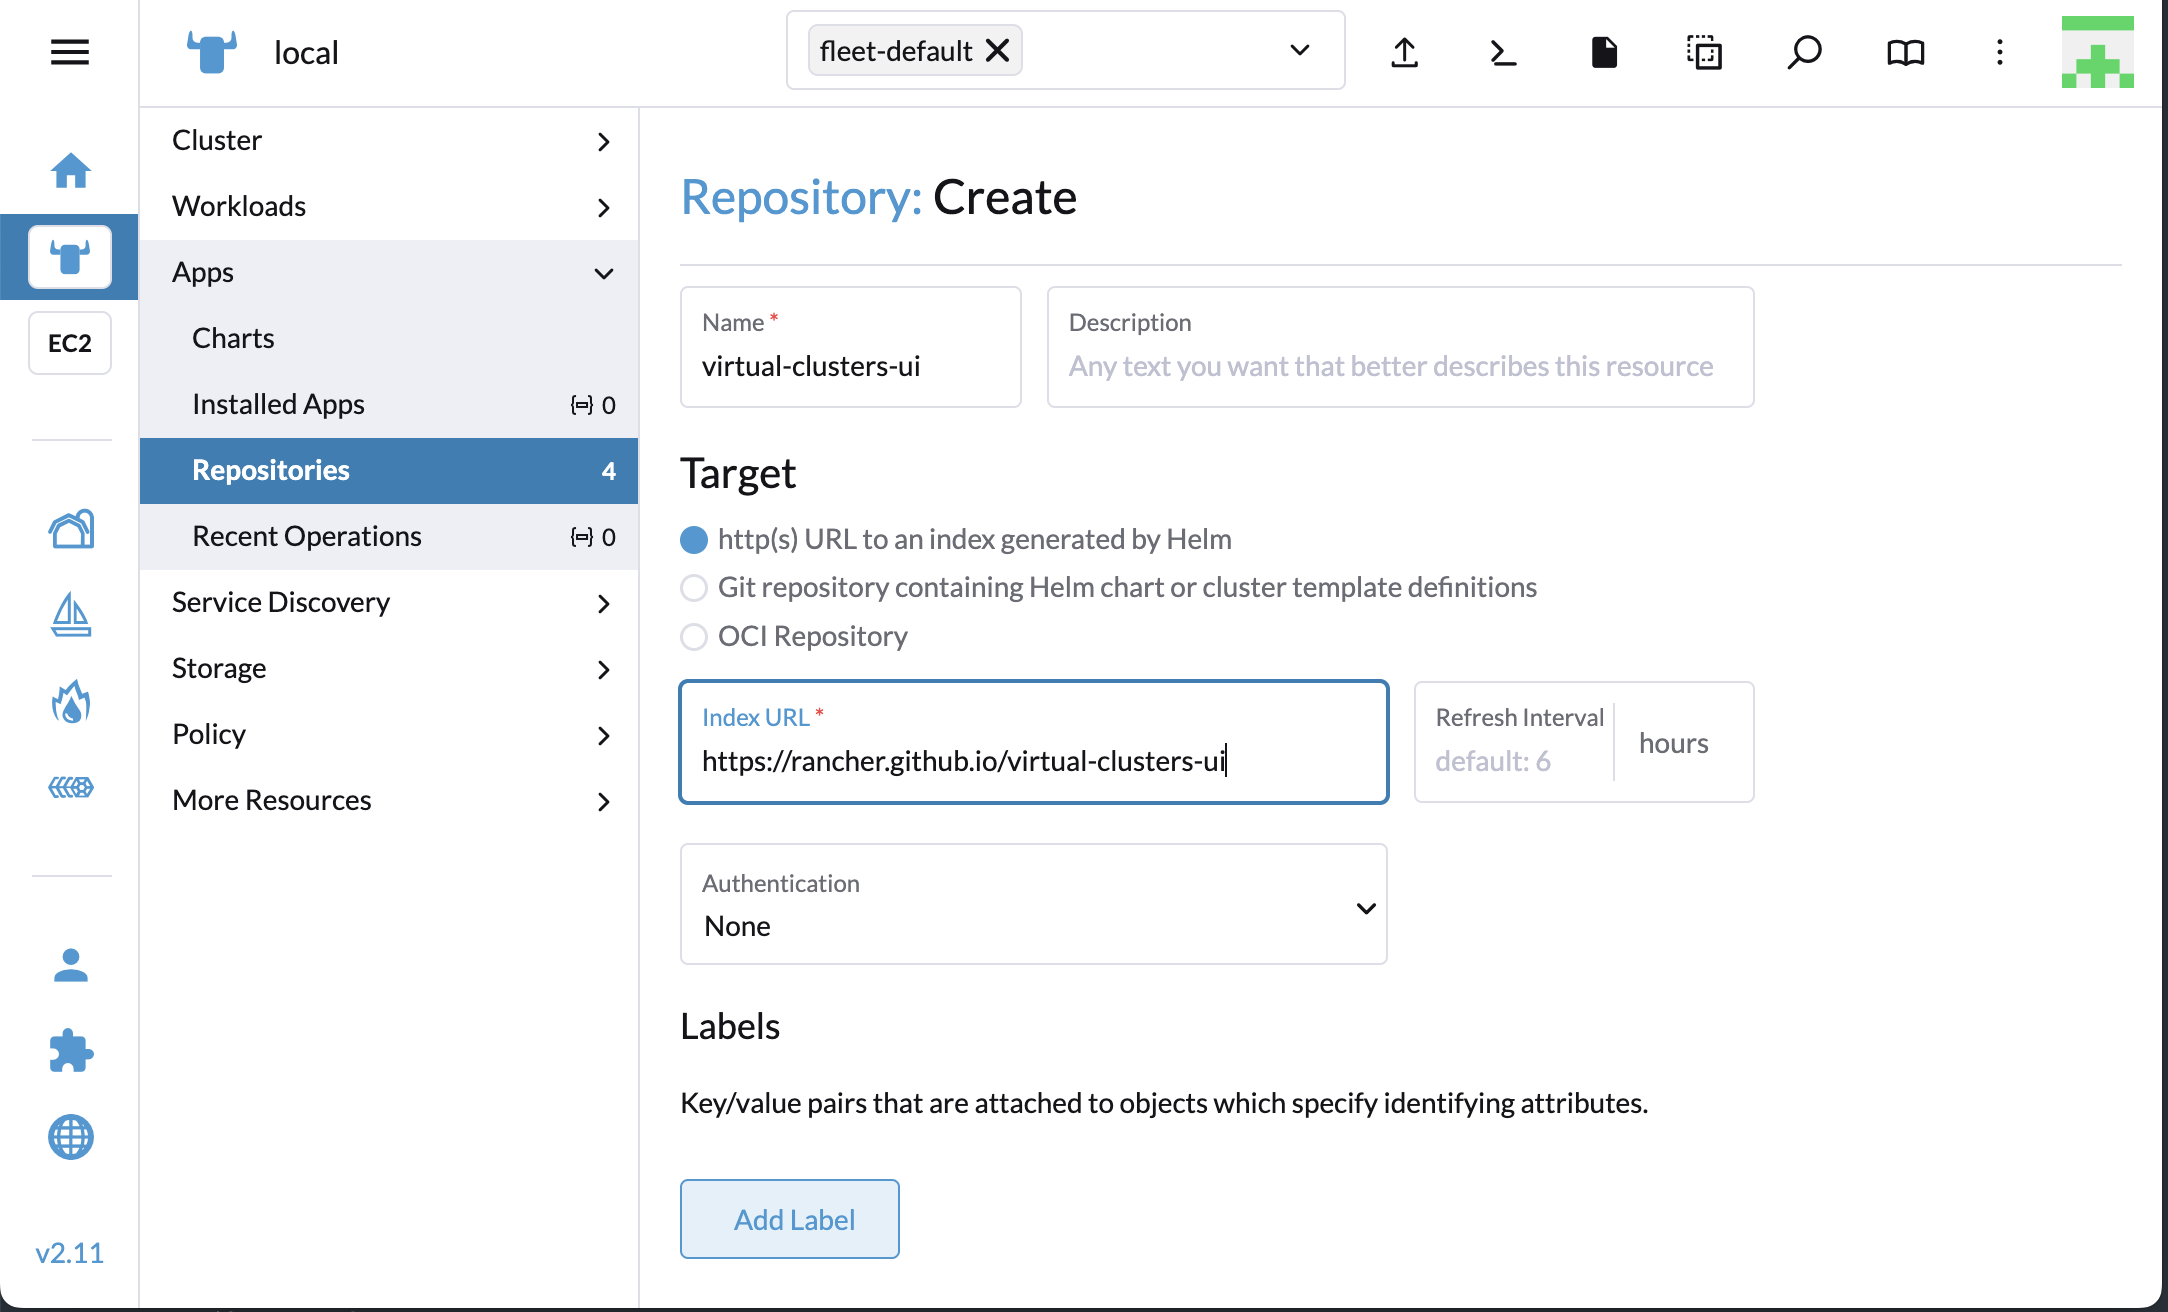 local
fleet-default
EC2
v2.11
Cluster
Workloads
Apps
Charts
Installed Apps 0
Repositories 4
Recent Operations 0
Service Discovery
Storage
Policy
More Resources
Repository: Create
Name *
virtual-clusters-ui
Description
Any text you want that better describes this resource
Target
http(s) URL to an index generated by Helm
Git repository containing Helm chart or cluster template definitions
OCI Repository
Index URL *
https://rancher.github.io/virtual-clusters-ui
Refresh Interval
default: 6
hours
Authentication
None
Labels
Key/value pairs that are attached to objects which specify identifying attributes.
Add Label